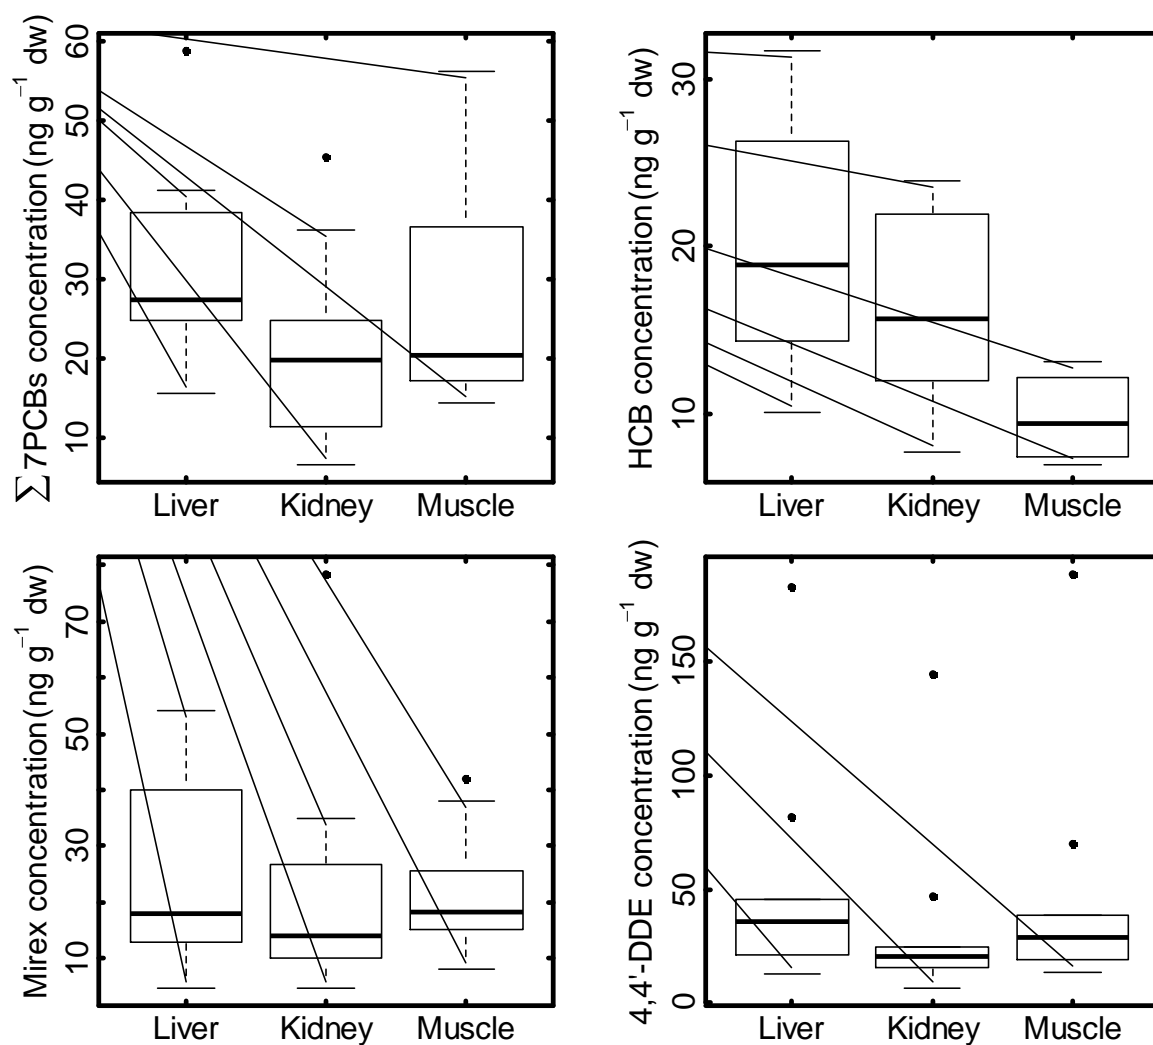 ∑7PCBs concentration (ng g⁻¹ dw)
60
50
40
30
20
10
Liver Kidney Muscle
HCB concentration (ng g⁻¹ dw)
30
20
10
Liver Kidney Muscle
Mirex concentration (ng g⁻¹ dw)
70
50
30
10
Liver Kidney Muscle
4,4'-DDE concentration (ng g⁻¹ dw)
150
100
50
0
Liver Kidney Muscle